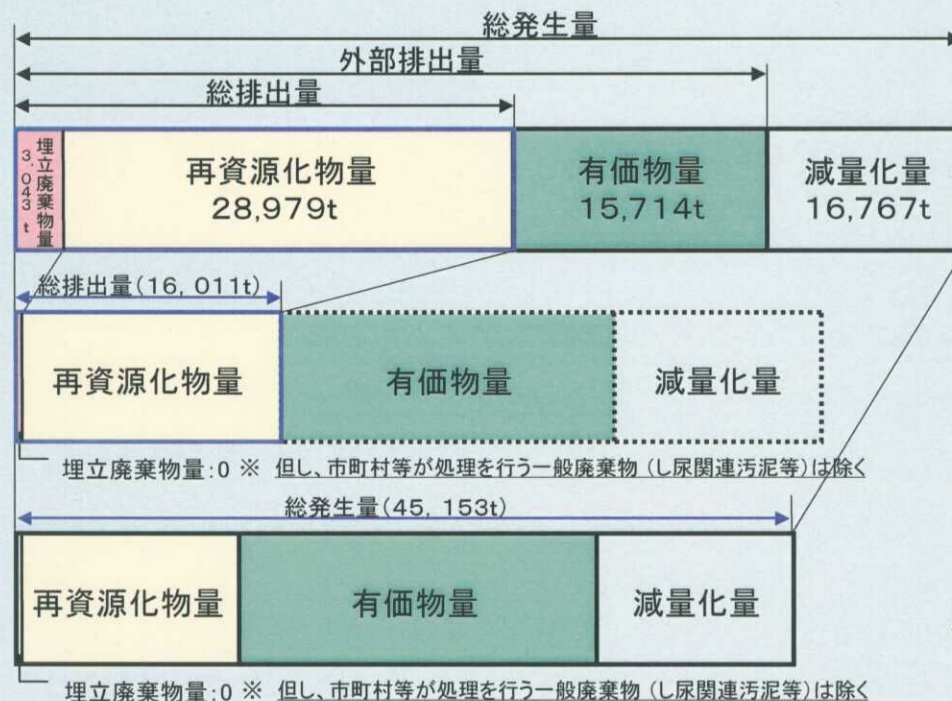 総発生量
外部排出量
総排出量
埋立廃棄物量
3,043t
再資源化物量
28,979t
有価物量
15,714t
減量化量
16,767t
総排出量(16,011t)
再資源化物量
有価物量
減量化量
埋立廃棄物量:0 ※ 但し、市町村等が処理を行う一般廃棄物(し尿関連汚泥等)は除く
総発生量(45,153t)
再資源化物量
有価物量
減量化量
埋立廃棄物量:0 ※ 但し、市町村等が処理を行う一般廃棄物(し尿関連汚泥等)は除く